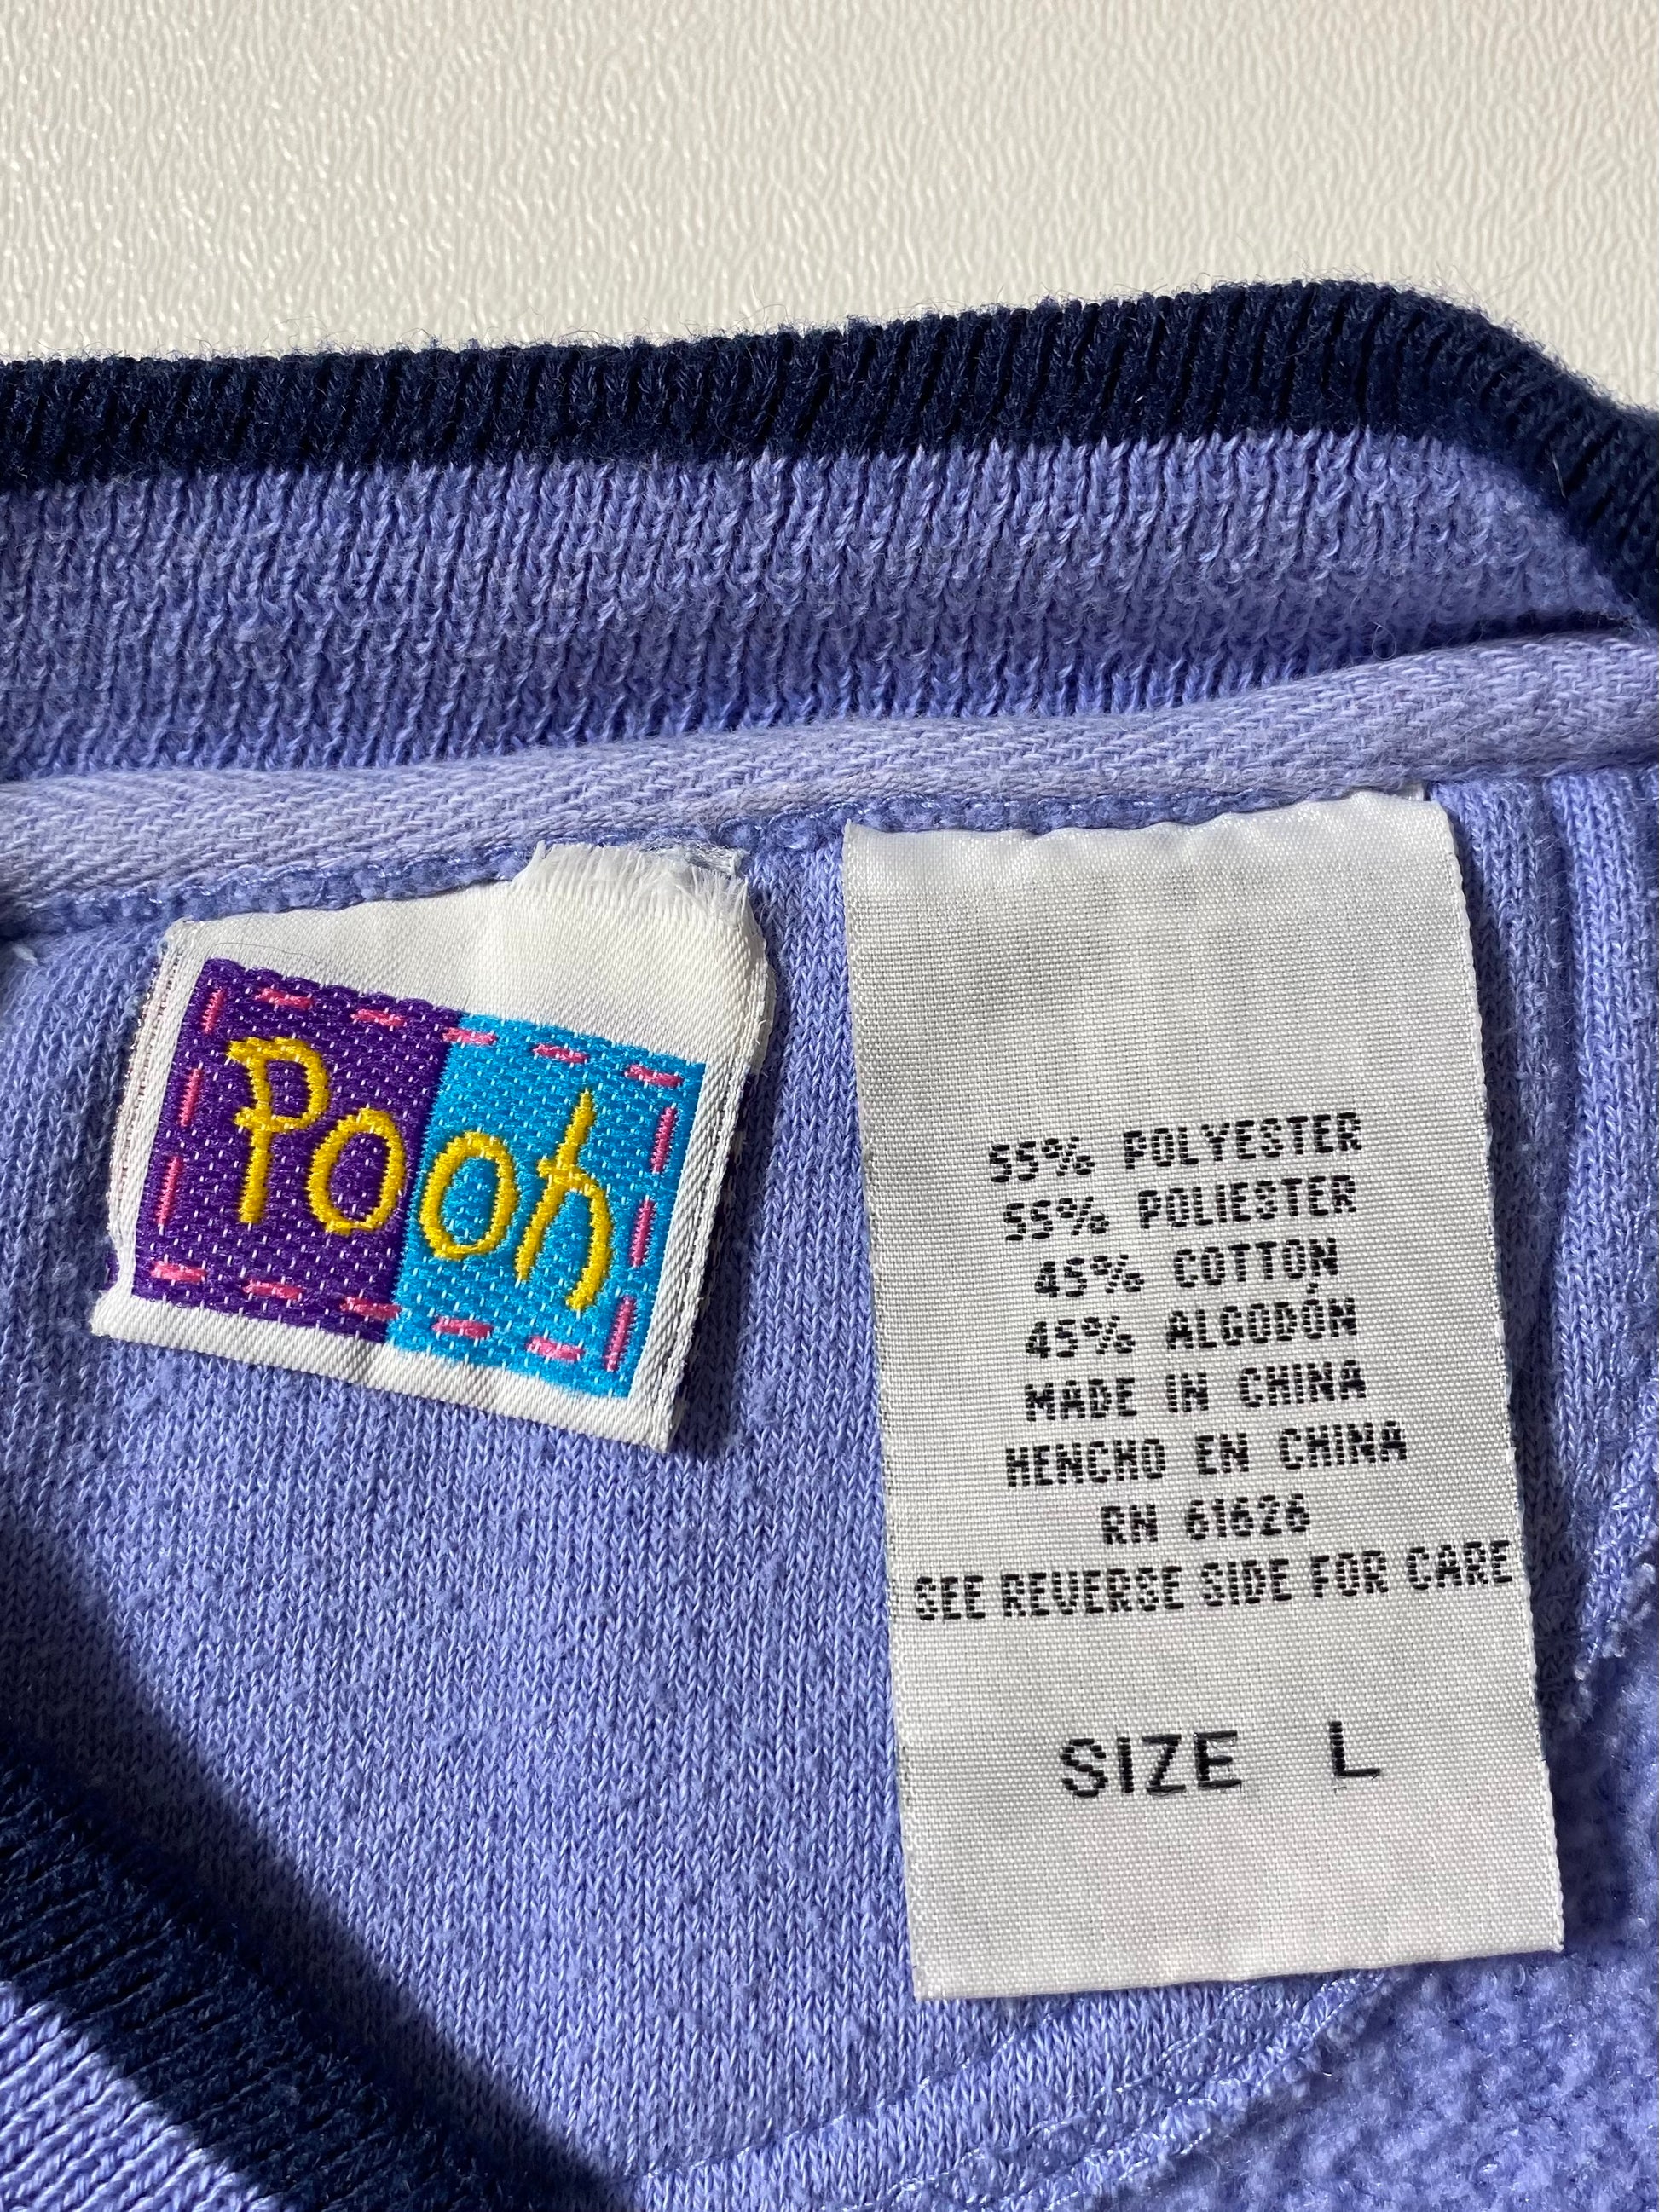 Pooh
55% POLYESTER
55% POLIESTER
45% COTTON
45% ALGODÓN
MADE IN CHINA
HENCHO EN CHINA
RN 61626
SEE REVERSE SIDE FOR CARE
SIZE L